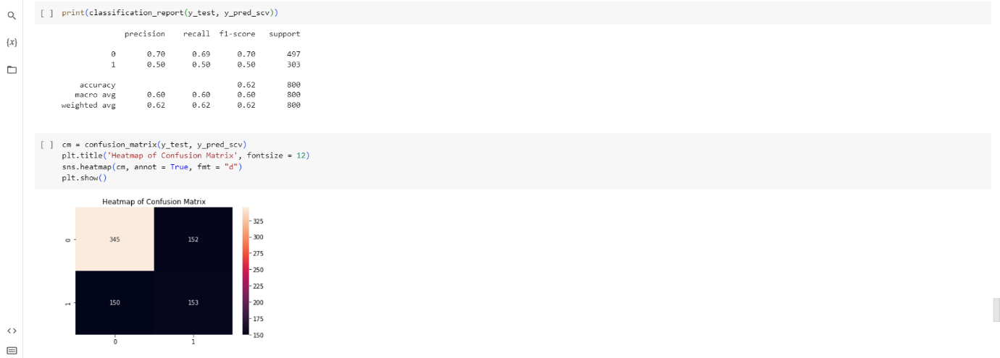 [ ] print(classification_report(y_test, y_pred_scv))
{x}
precision recall f1-score support
0 0.70 0.69 0.70 497
1 0.50 0.50 0.50 303
accuracy 0.62 800
macro avg 0.60 0.60 0.60 800
weighted avg 0.62 0.62 0.62 800
[ ] cm = confusion_matrix(y_test, y_pred_scv)
plt.title('Heatmap of Confusion Matrix', fontsize = 12)
sns.heatmap(cm, annot = True, fmt = "d")
plt.show()
Heatmap of Confusion Matrix
0 345 152
1 150 153
0 1
325
300
275
250
225
200
175
150